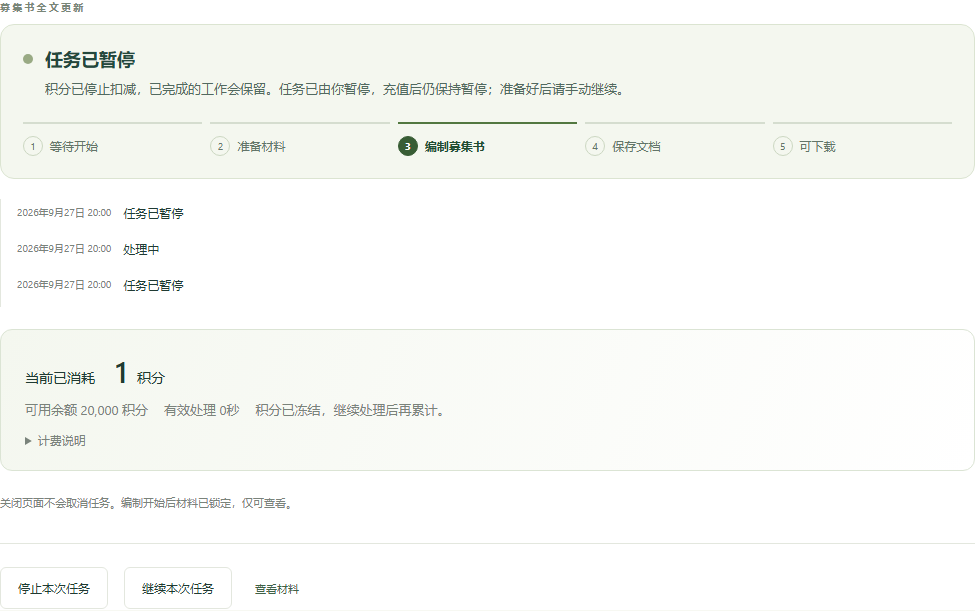 募集书全文更新
任务已暂停
积分已停止扣减，已完成的工作会保留。任务已由你暂停，充值后仍保持暂停；准备好后请手动继续。
1 等待开始 2 准备材料 3 编制募集书 4 保存文档 5 可下载
2026年9月27日 20:00 任务已暂停
2026年9月27日 20:00 处理中
2026年9月27日 20:00 任务已暂停
当前已消耗 1 积分
可用余额 20,000 积分 有效处理 0秒 积分已冻结，继续处理后再累计。
▶ 计费说明
关闭页面不会取消任务。编制开始后材料已锁定，仅可查看。
停止本次任务 继续本次任务 查看材料